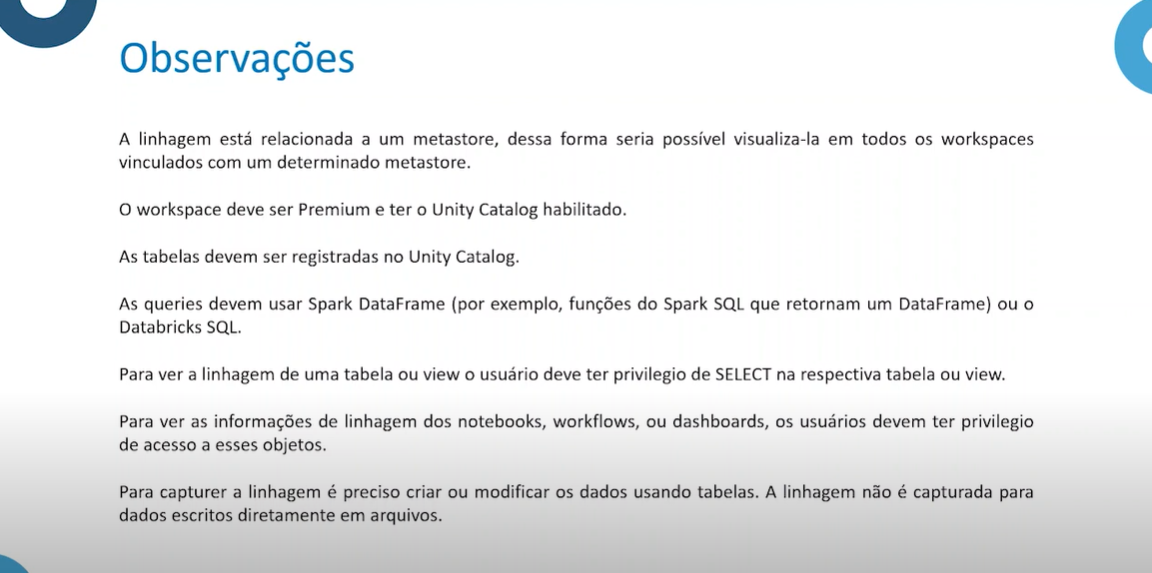 Observações
A linhagem está relacionada a um metastore, dessa forma seria possível visualiza-la em todos os workspaces
vinculados com um determinado metastore.
O workspace deve ser Premium e ter o Unity Catalog habilitado.
As tabelas devem ser registradas no Unity Catalog.
As queries devem usar Spark DataFrame (por exemplo, funções do Spark SQL que retornam um DataFrame) ou o
Databricks SQL.
Para ver a linhagem de uma tabela ou view o usuário deve ter privilegio de SELECT na respectiva tabela ou view.
Para ver as informações de linhagem dos notebooks, workflows, ou dashboards, os usuários devem ter privilegio
de acesso a esses objetos.
Para capturer a linhagem é preciso criar ou modificar os dados usando tabelas. A linhagem não é capturada para
dados escritos diretamente em arquivos.